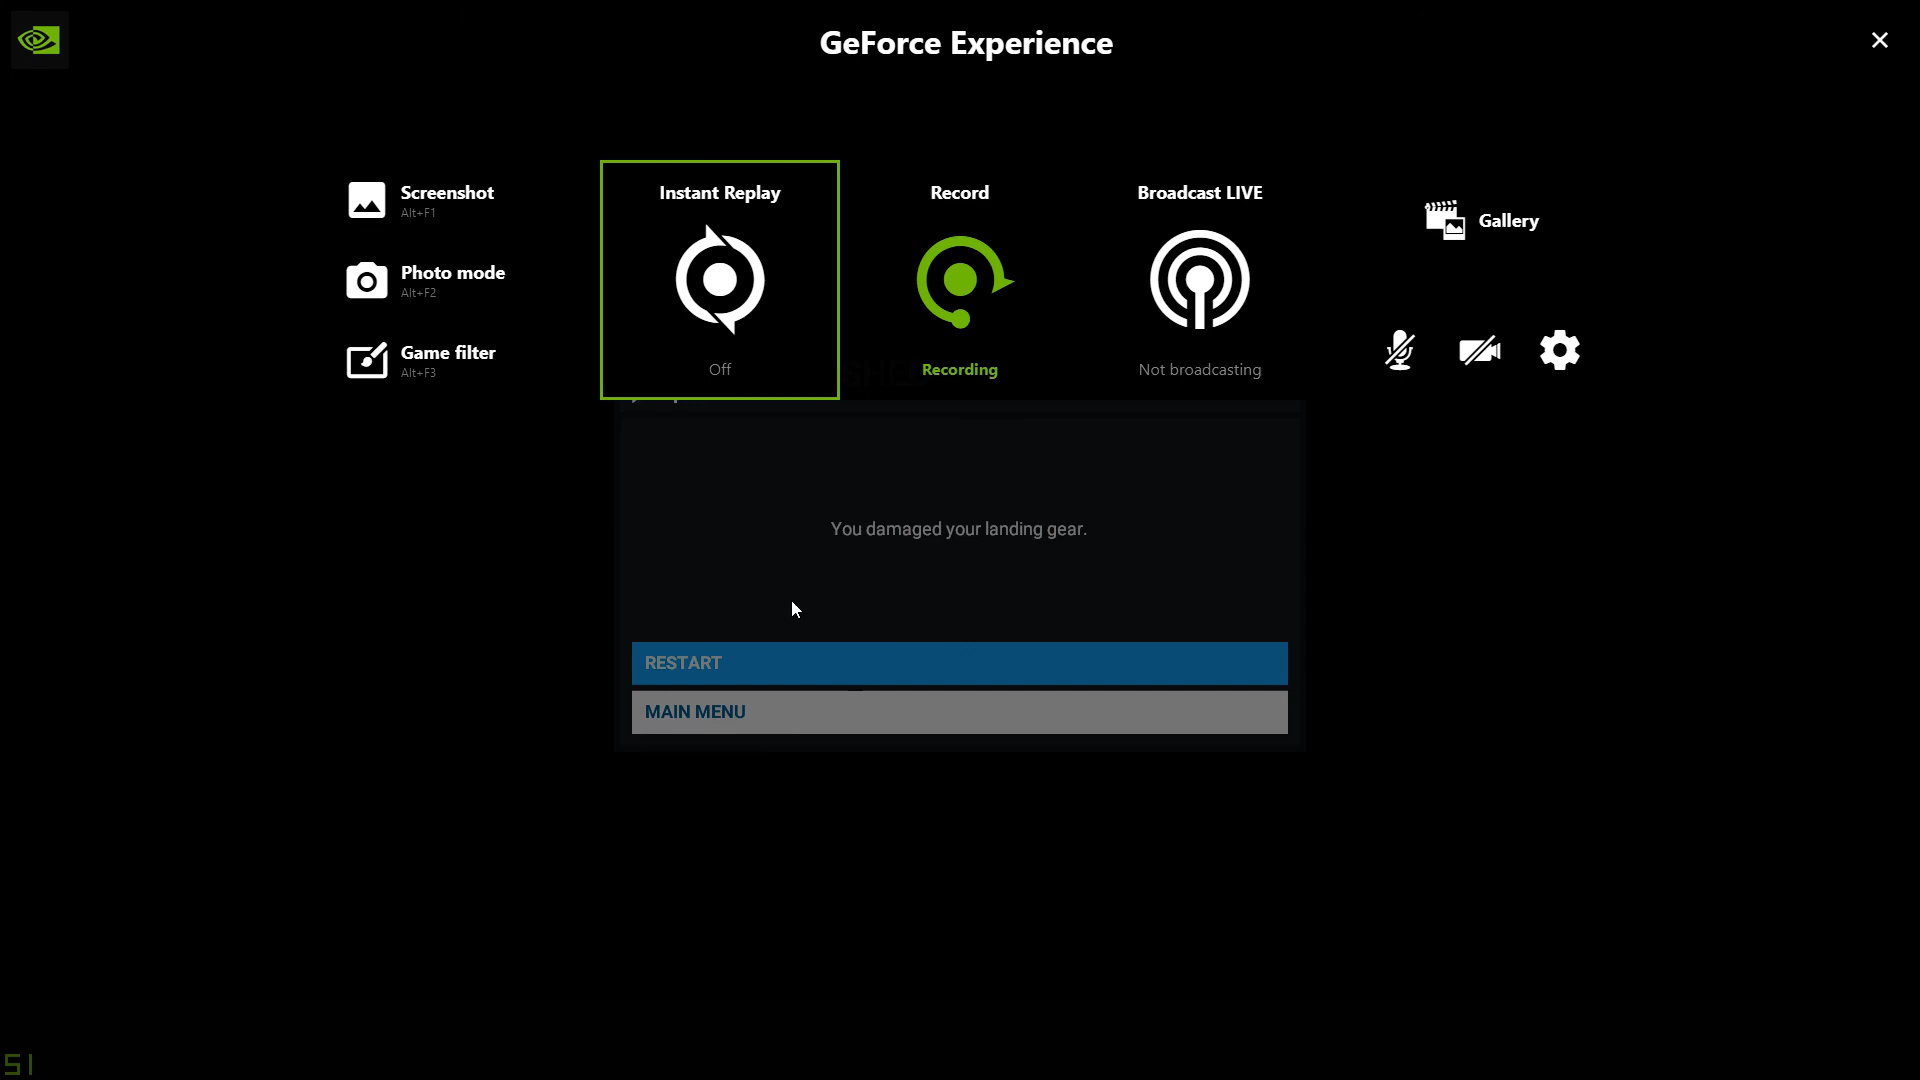 GeForce Experience
Screenshot
Alt+F1
Photo mode
Alt+F2
Game filter
Alt+F3
Instant Replay
Off
Record
Recording
Broadcast LIVE
Not broadcasting
Gallery
You damaged your landing gear.
RESTART
MAIN MENU
51